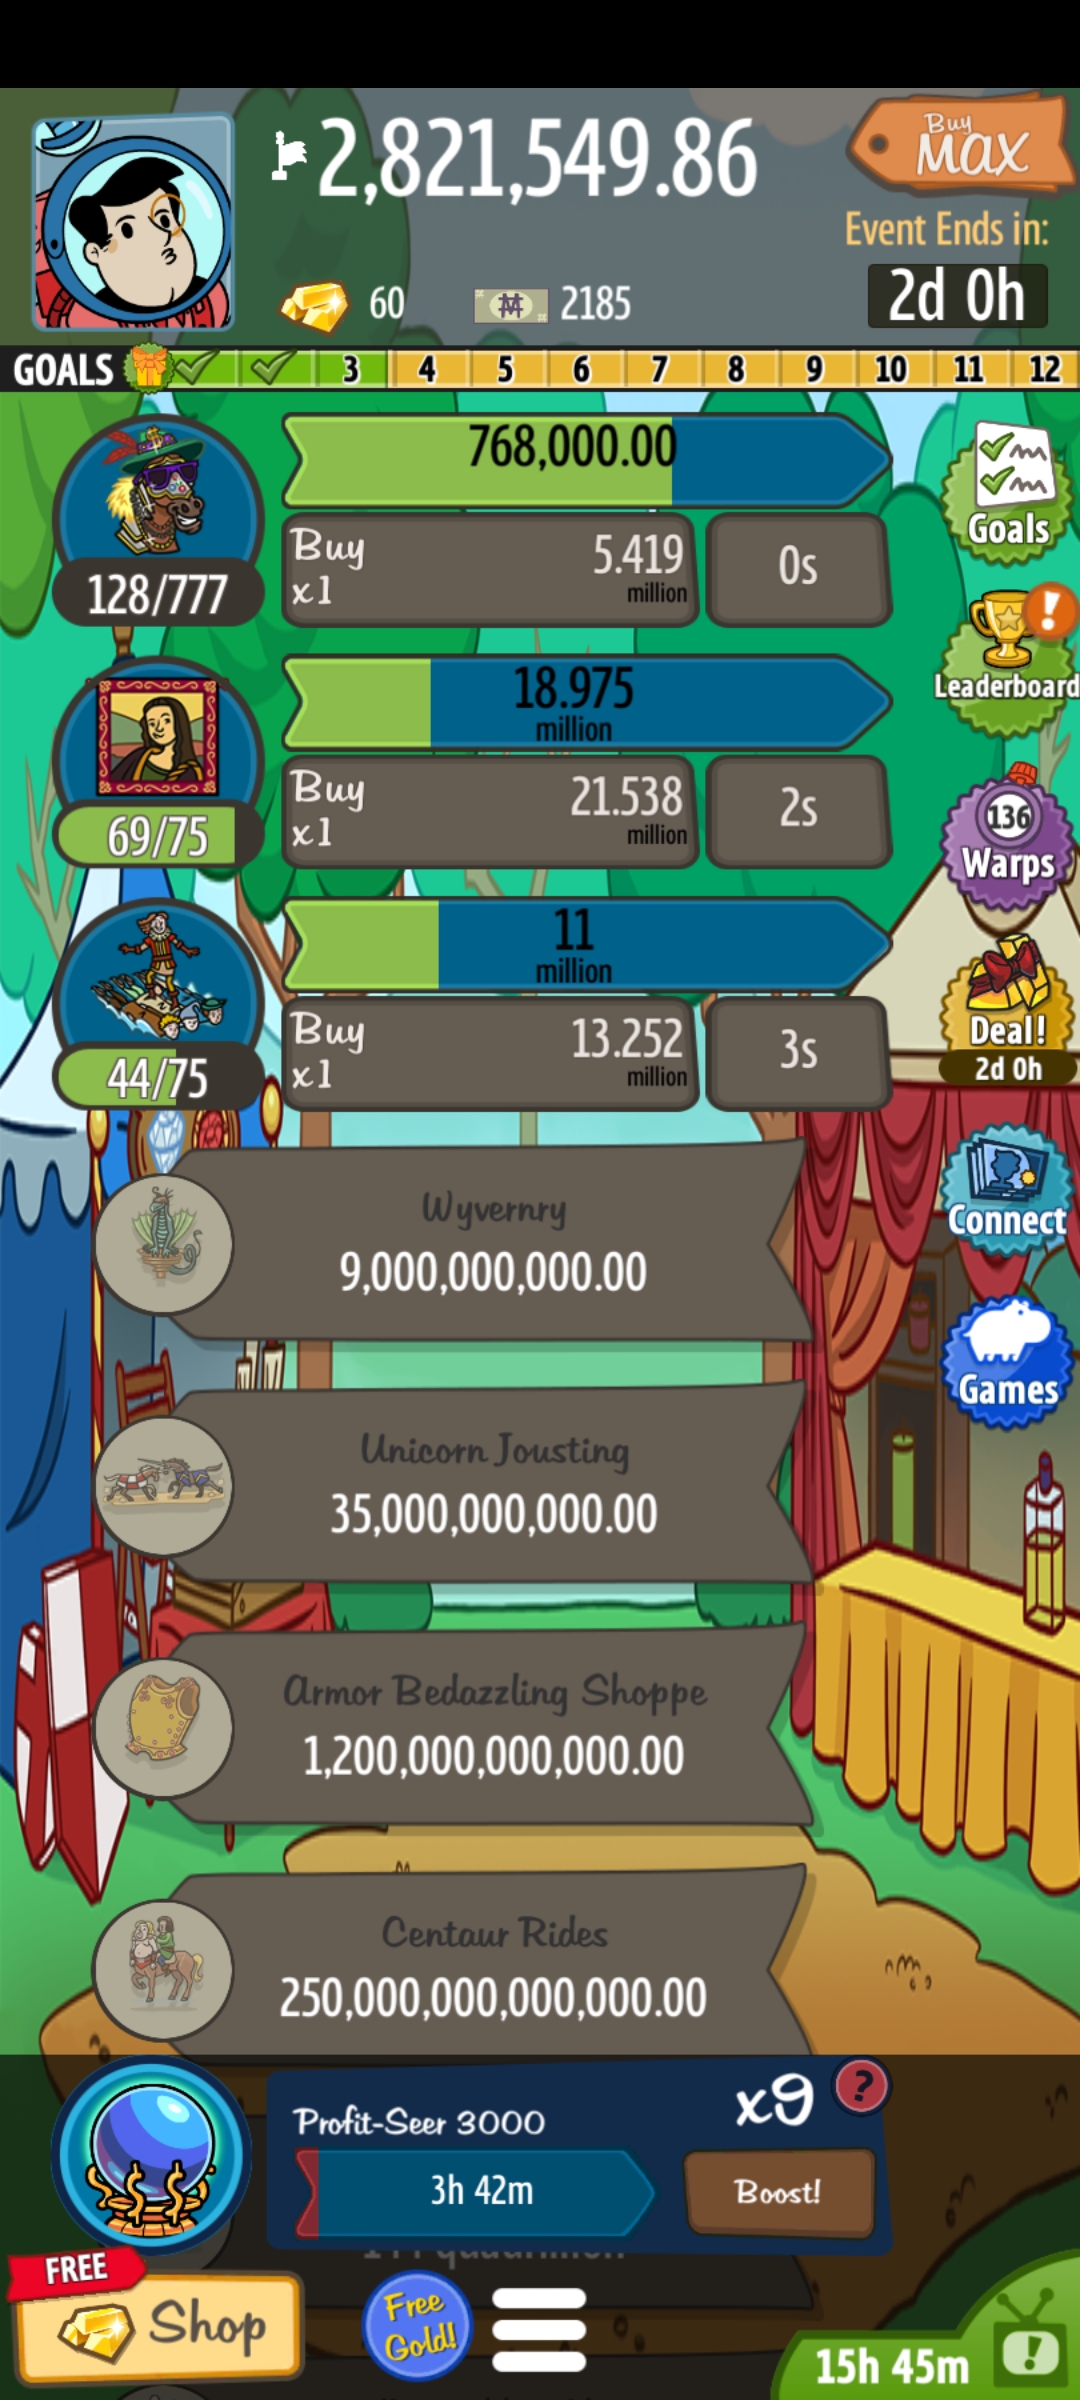 2,821,549.86
Buy
MAX
Event Ends in:
2d 0h
60
2185
GOALS 3 4 5 6 7 8 9 10 11 12
768,000.00
Buy
x1
5.419
million
0s
128/777
Goals
18.975
million
Buy
x1
21.538
million
2s
69/75
Leaderboard
136
Warps
11
million
Buy
x1
13.252
million
3s
44/75
Deal!
2d 0h
Wyvernry
9,000,000,000.00
Connect
Unicorn Jousting
35,000,000,000.00
Games
Armor Bedazzling Shoppe
1,200,000,000,000.00
Centaur Rides
250,000,000,000,000.00
Profit-Seer 3000
x9
?
3h 42m
Boost!
FREE
Shop
Free
Gold!
15h 45m
!